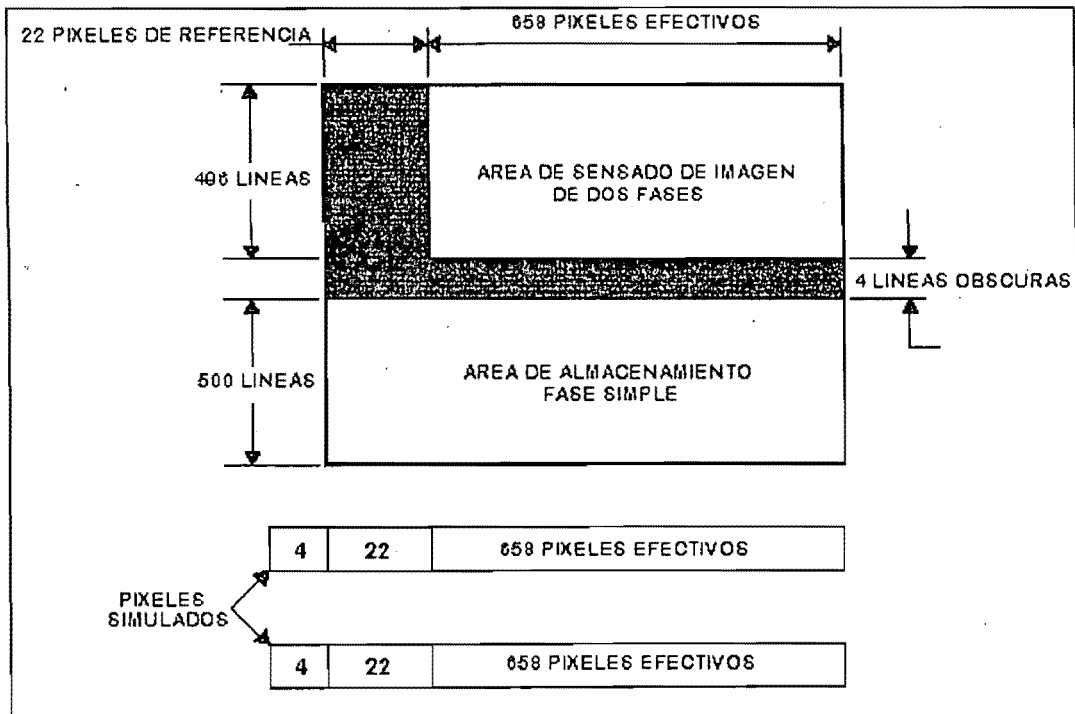 22 PIXELES DE REFERENCIA
658 PIXELES EFECTIVOS
496 LINEAS
AREA DE SENSADO DE IMAGEN
DE DOS FASES
4 LINEAS OBSCURAS
500 LINEAS
AREA DE ALMACENAMIENTO
FASE SIMPLE
4 22 658 PIXELES EFECTIVOS
PIXELES
SIMULADOS
4 22 658 PIXELES EFECTIVOS